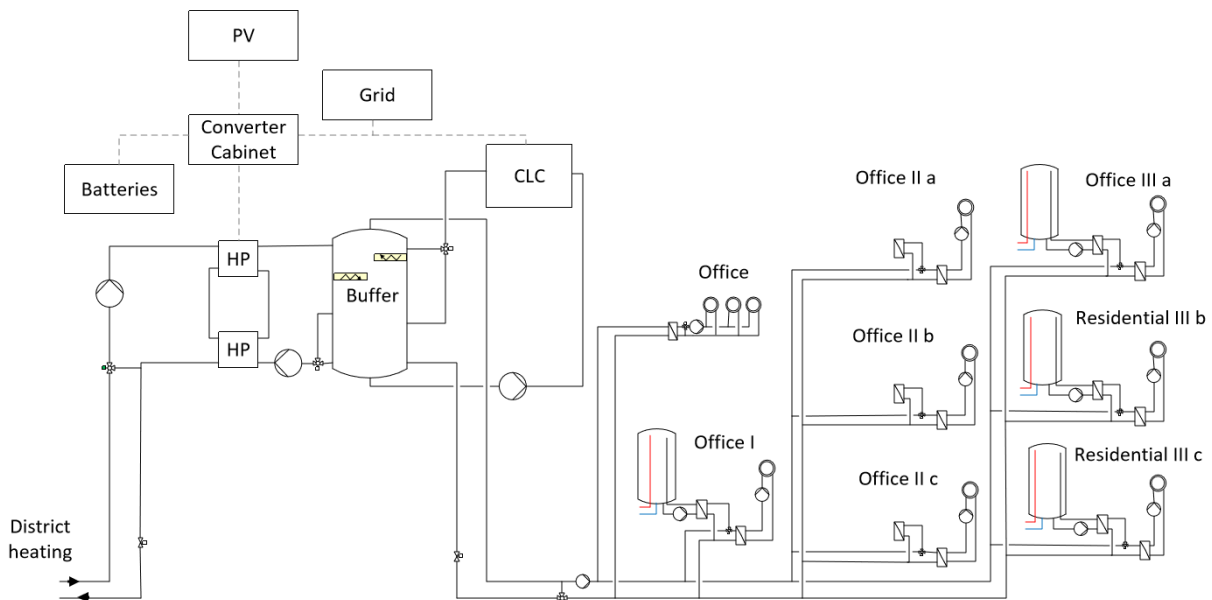 PV
Grid
Converter
Cabinet
Batteries
CLC
HP
Buffer
HP
Office II a
Office III a
Office
Office II b
Residential III b
Office I
Office II c
Residential III c
District
heating